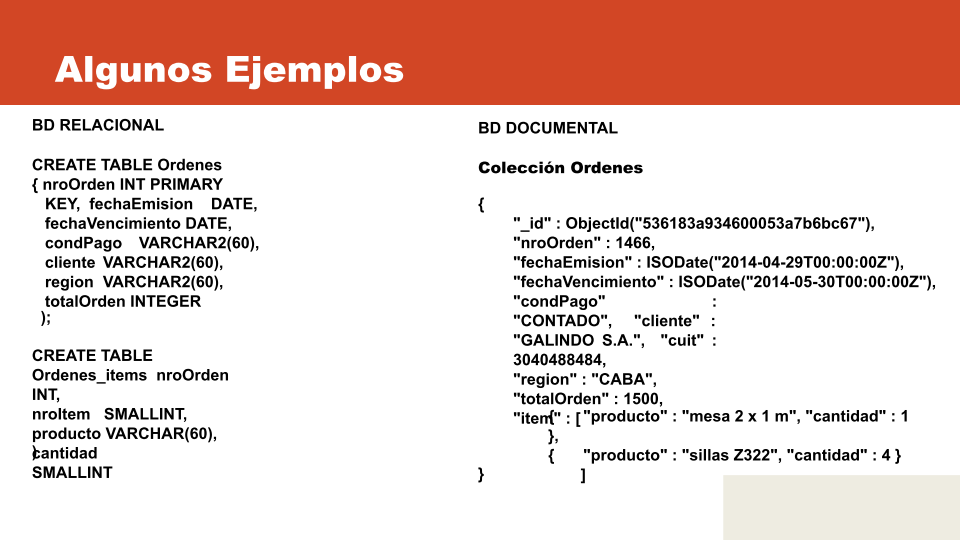 Algunos Ejemplos
BD RELACIONAL
CREATE TABLE Ordenes
{ nroOrden INT PRIMARY
KEY, fechaEmision DATE,
fechaVencimiento DATE,
condPago VARCHAR2(60),
cliente VARCHAR2(60),
region VARCHAR2(60),
totalOrden INTEGER
);
CREATE TABLE
Ordenes_items nroOrden
INT,
nroItem SMALLINT,
producto VARCHAR(60),
cantidad
)
SMALLINT
BD DOCUMENTAL
Colección Ordenes
{
"_id" : ObjectId("536183a934600053a7b6bc67"),
"nroOrden" : 1466,
"fechaEmision" : ISODate("2014-04-29T00:00:00Z"),
"fechaVencimiento" : ISODate("2014-05-30T00:00:00Z"),
"condPago" :
"CONTADO", "cliente" :
"GALINDO S.A.", "cuit" :
3040488484,
"region" : "CABA",
"totalOrden" : 1500,
"item" : [
{ "producto" : "mesa 2 x 1 m", "cantidad" : 1
},
{ "producto" : "sillas Z322", "cantidad" : 4 }
]
}